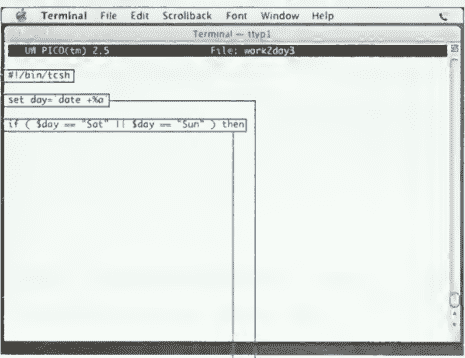 Terminal File Edit Scrollback Font Window Help
Terminal — ttyp1
UW PICO(tm) 2.5 File: work2day3
#!/bin/tcsh
set day=`date +%a
if ( $day == "Sat" || $day == "Sun" ) then